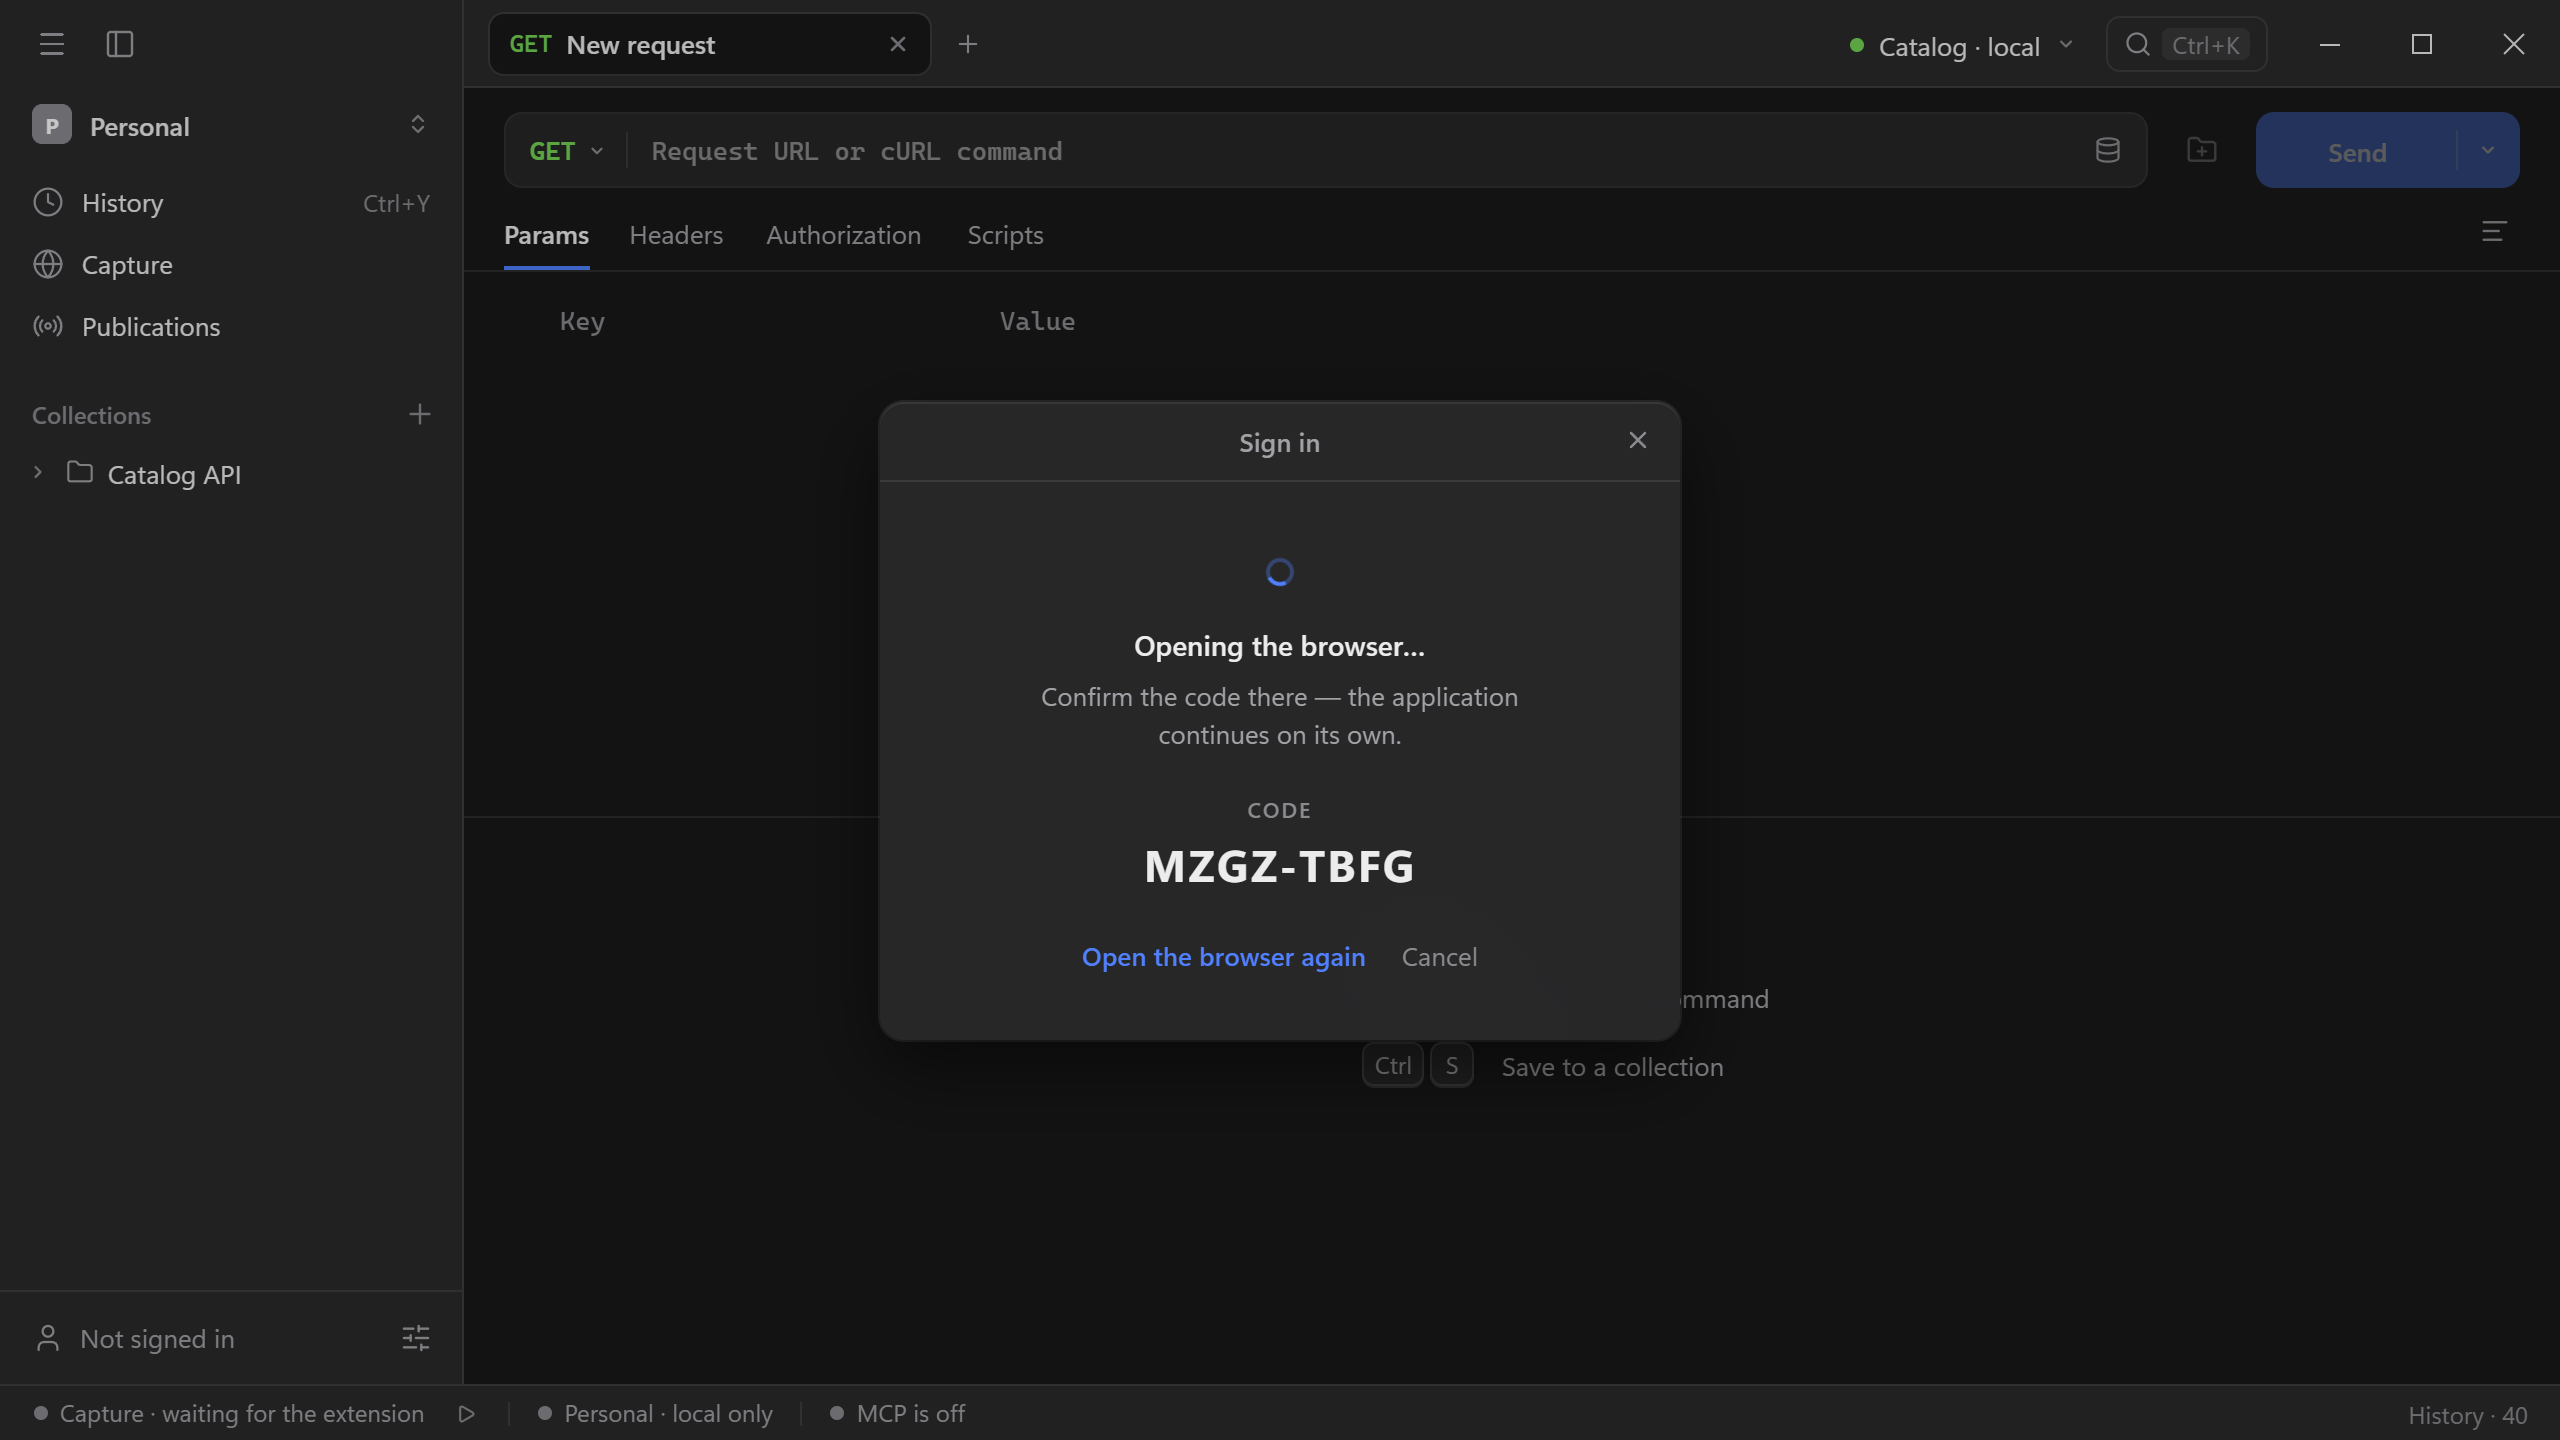 GET New request
Catalog · local
Ctrl+K
P Personal
History Ctrl+Y
Capture
Publications
Collections
Catalog API
GET Request URL or cURL command
Send
Params Headers Authorization Scripts
Key Value
Sign in
Opening the browser...
Confirm the code there — the application
continues on its own.
CODE
MZGZ-TBFG
Open the browser again Cancel
Ctrl S Save to a collection
Not signed in
Capture · waiting for the extension
Personal · local only
MCP is off
History · 40